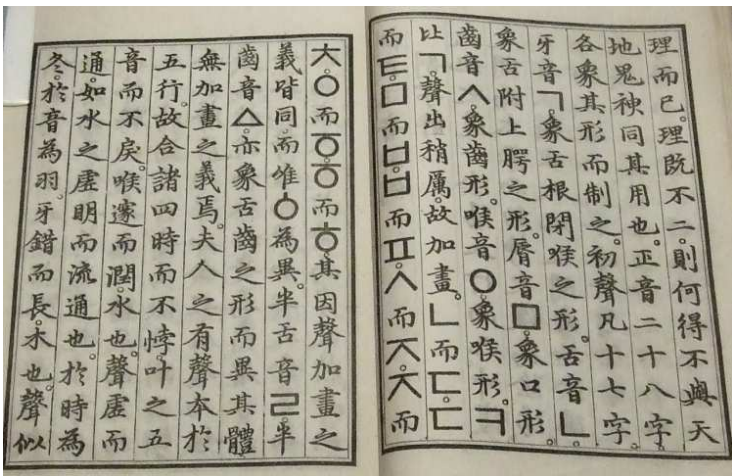 理而已。理既不二。則何得不與天
地鬼神同其用也。正音二十八字。
各象其形而制之。初聲凡十七字。
牙音ㄱ。象舌根閉喉之形。舌音ㄴ。
象舌附上腭之形。脣音ㅁ。象口形。
齒音ㅅ。象齒形。喉音ㅇ。象喉形。ㅋ
比ㄱ。聲出稍厲。故加畫。ㄴ而ㄷ。ㄷ
而ㅌ。ㅁ而ㅂ。ㅂ而ㅍ。ㅅ而ㅈ。ㅈ而
ㅊ。ㅇ而ㆆ。ㆆ而ㅎ。其因聲加畫之
義皆同。而唯ㆁ為異。半舌音ㄹ。半
齒音ㅿ。亦象舌齒之形而異其體。
無加畫之義焉。夫人之有聲本於
五行。故合諸四時而不悖。叶之五
音而不戾。喉邃而潤。水也。聲虛而
通。如水之虛明而流通也。於時為
冬。於音為羽。牙錯而長。木也。聲似